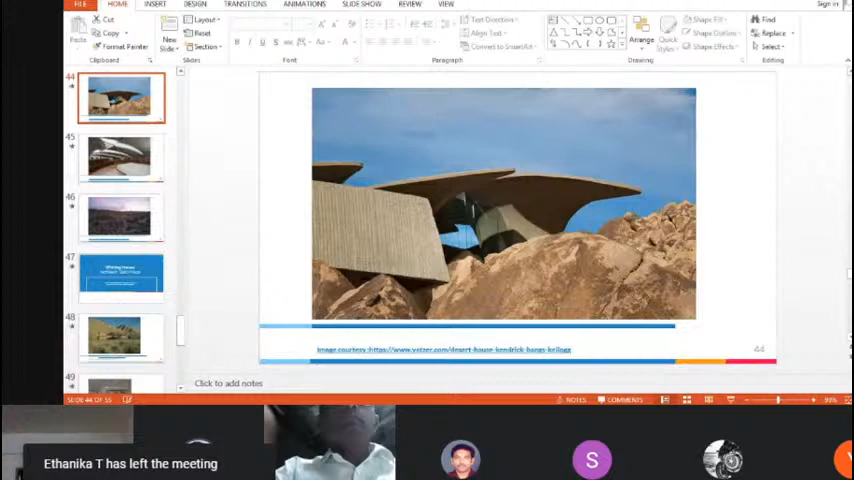 FILE HOME INSERT DESIGN TRANSITIONS ANIMATIONS SLIDE SHOW REVIEW VIEW Sign in
Cut
Copy
Format Painter
Paste
Clipboard
New
Slide
Layout
Reset
Section
Slides
Font
Paragraph
Text Direction
Align Text
Convert to SmartArt
Arrange
Quick
Styles
Shape Fill
Shape Outline
Shape Effects
Drawing
Find
Replace
Select
Editing
44
45
46
47
48
49
Image courtesy:https://www.yatzer.com/desert-house-kendrick-bangs-kellogg
44
Click to add notes
SLIDE 44 OF 55
NOTES
COMMENTS
Ethanika T has left the meeting
S
Y